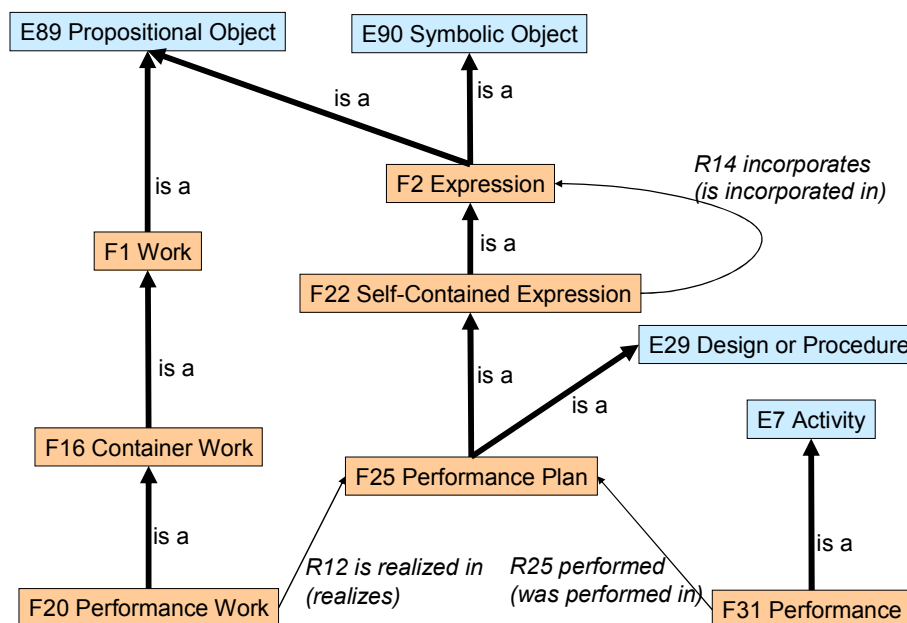 E89 Propositional Object
E90 Symbolic Object
is a
is a
R14 incorporates
(is incorporated in)
F2 Expression
is a
F1 Work
is a
F22 Self-Contained Expression
E29 Design or Procedure
is a
is a
is a
E7 Activity
F16 Container Work
F25 Performance Plan
is a
is a
R12 is realized in
(realizes)
R25 performed
(was performed in)
F20 Performance Work
F31 Performance